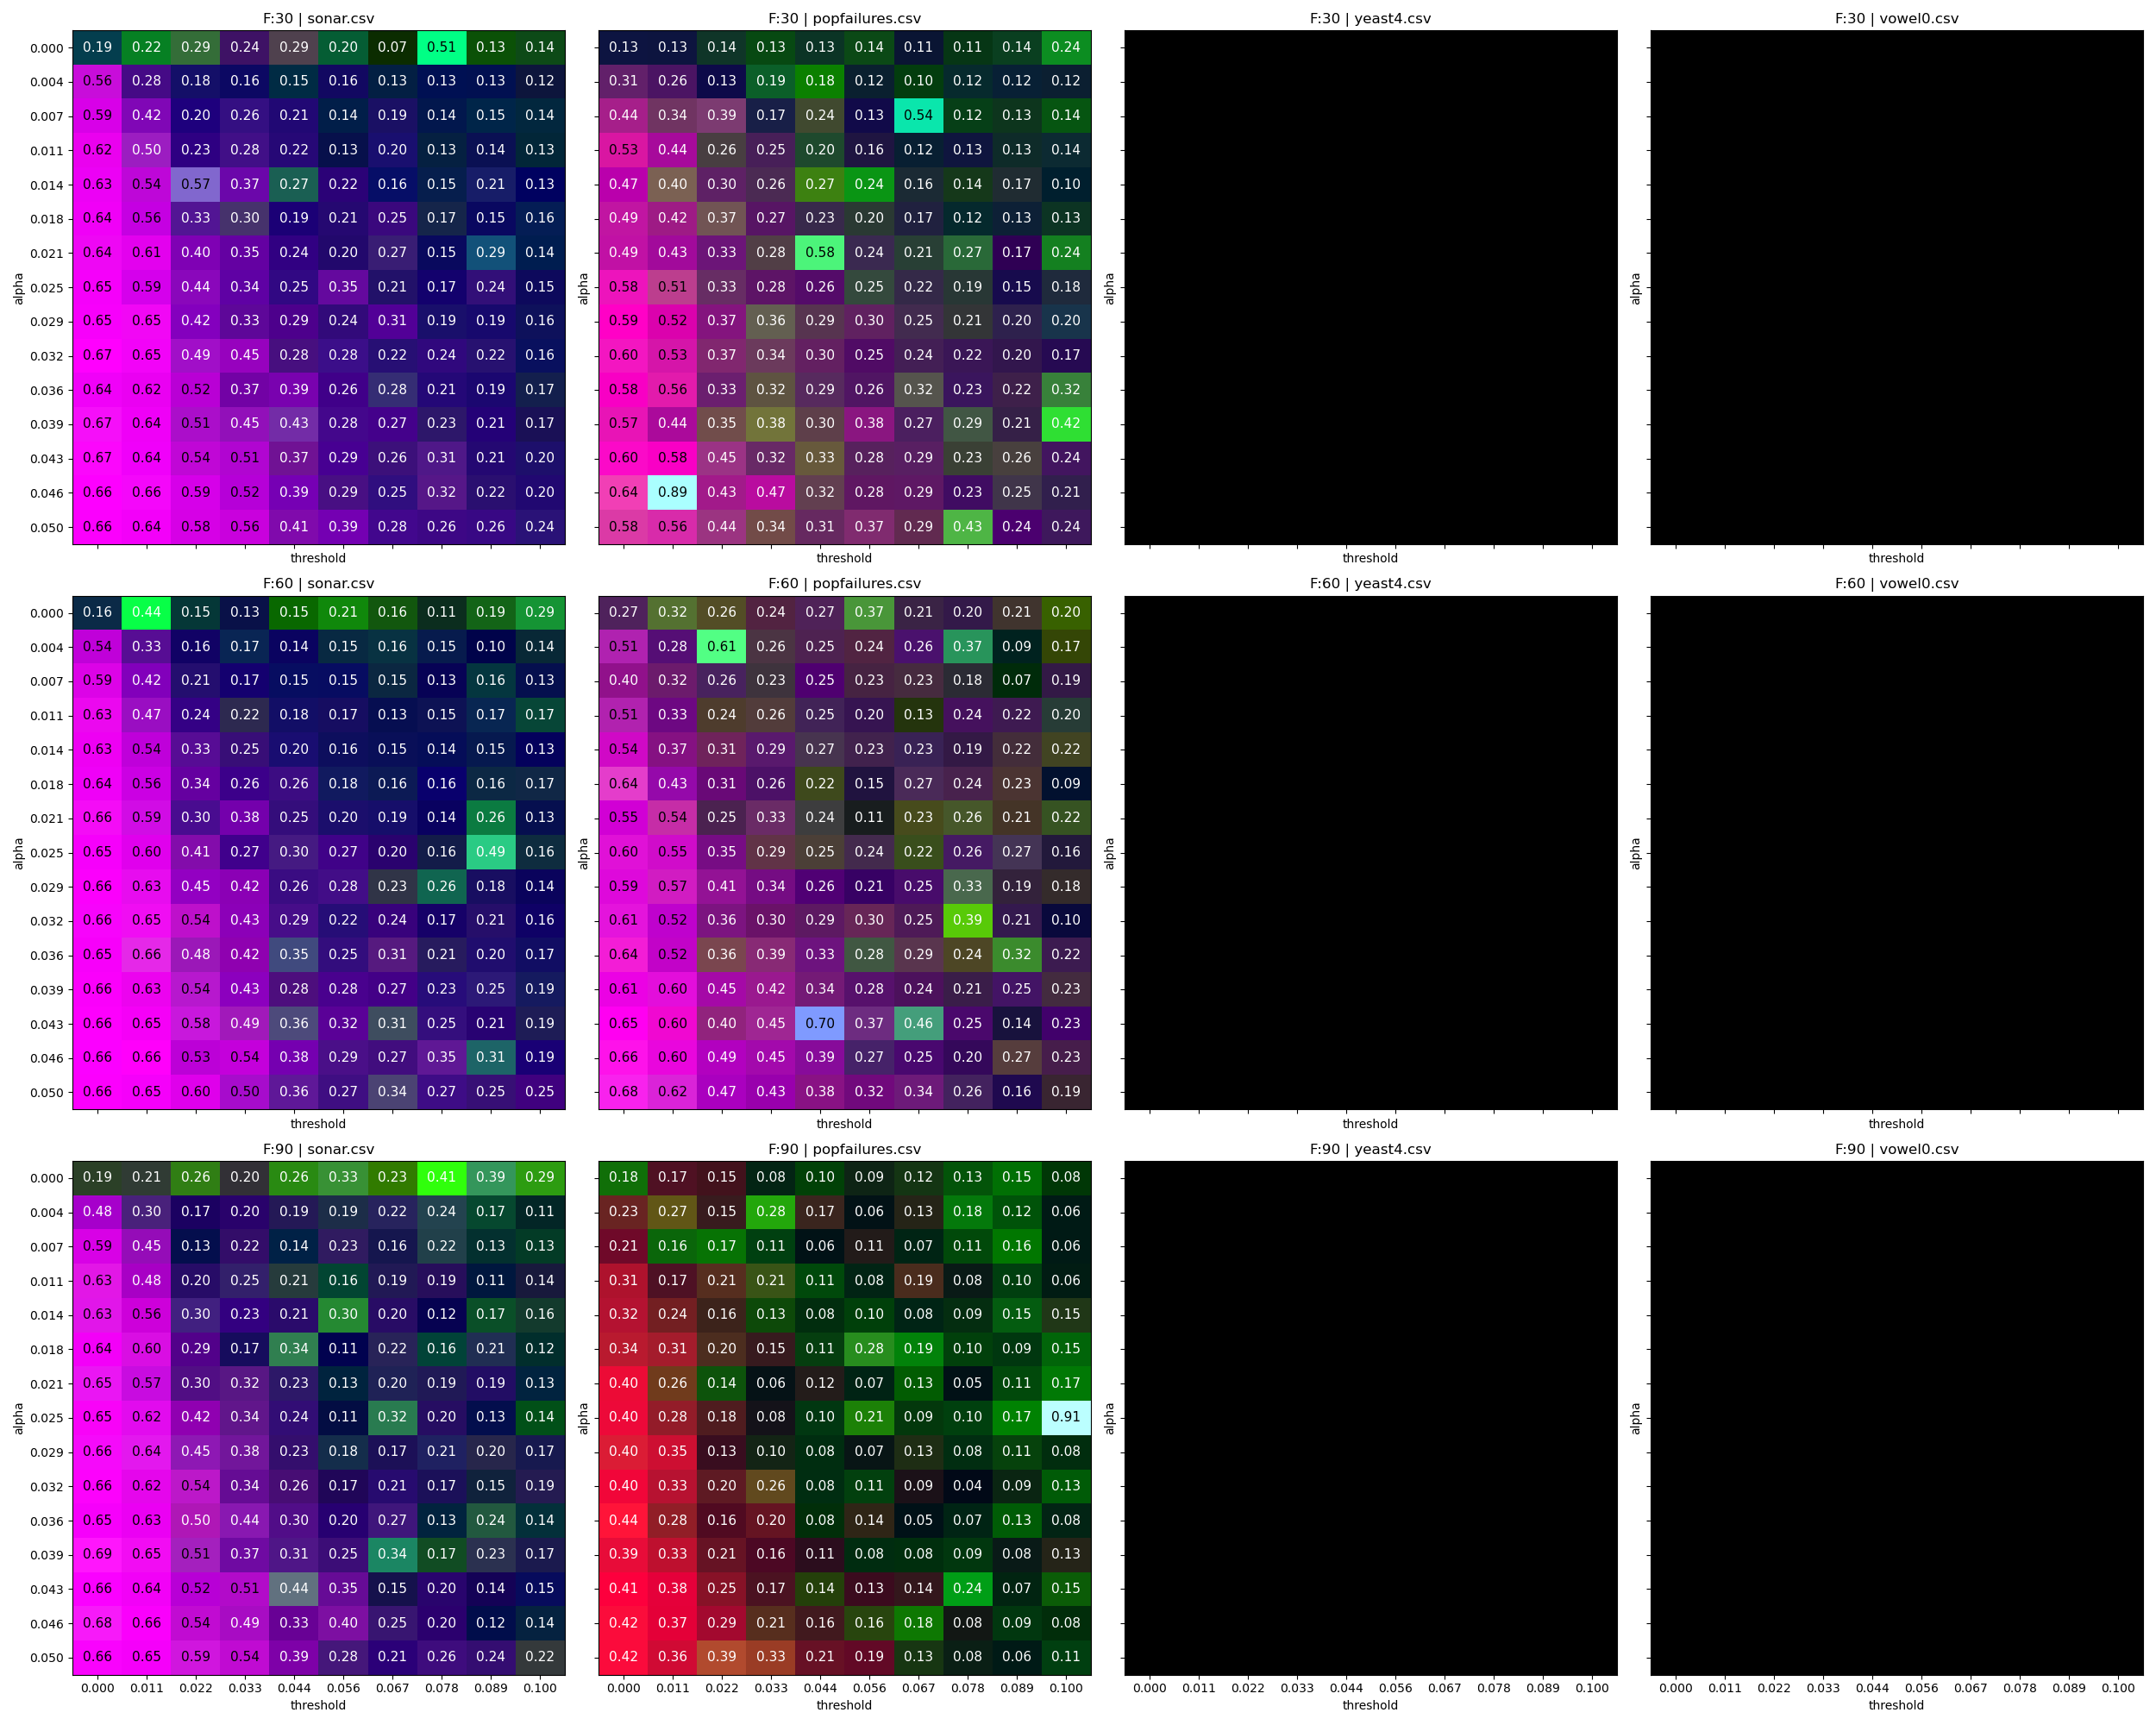 F:30 | sonar.csv F:30 | popfailures.csv F:30 | yeast4.csv F:30 | vowel0.csv
0.000 0.19 0.22 0.29 0.24 0.29 0.20 0.07 0.51 0.13 0.14 0.13 0.13 0.14 0.13 0.13 0.14 0.11 0.11 0.14 0.24
0.004 0.56 0.28 0.18 0.16 0.15 0.16 0.13 0.13 0.13 0.12 0.31 0.26 0.13 0.19 0.18 0.12 0.10 0.12 0.12 0.12
0.007 0.59 0.42 0.20 0.26 0.21 0.14 0.19 0.14 0.15 0.14 0.44 0.34 0.39 0.17 0.24 0.13 0.54 0.12 0.13 0.14
0.011 0.62 0.50 0.23 0.28 0.22 0.13 0.20 0.13 0.14 0.13 0.53 0.44 0.26 0.25 0.20 0.16 0.12 0.13 0.13 0.14
0.014 0.63 0.54 0.57 0.37 0.27 0.22 0.16 0.15 0.21 0.13 0.47 0.40 0.30 0.26 0.27 0.24 0.16 0.14 0.17 0.10
0.018 0.64 0.56 0.33 0.30 0.19 0.21 0.25 0.17 0.15 0.16 0.49 0.42 0.37 0.27 0.23 0.20 0.17 0.12 0.13 0.13
0.021 0.64 0.61 0.40 0.35 0.24 0.20 0.27 0.15 0.29 0.14 0.49 0.43 0.33 0.28 0.58 0.24 0.21 0.27 0.17 0.24
0.025 0.65 0.59 0.44 0.34 0.25 0.35 0.21 0.17 0.24 0.15 0.58 0.51 0.33 0.28 0.26 0.25 0.22 0.19 0.15 0.18
alpha alpha alpha alpha
0.029 0.65 0.65 0.42 0.33 0.29 0.24 0.31 0.19 0.19 0.16 0.59 0.52 0.37 0.36 0.29 0.30 0.25 0.21 0.20 0.20
0.032 0.67 0.65 0.49 0.45 0.28 0.28 0.22 0.24 0.22 0.16 0.60 0.53 0.37 0.34 0.30 0.25 0.24 0.22 0.20 0.17
0.036 0.64 0.62 0.52 0.37 0.39 0.26 0.28 0.21 0.19 0.17 0.58 0.56 0.33 0.32 0.29 0.26 0.32 0.23 0.22 0.32
0.039 0.67 0.64 0.51 0.45 0.43 0.28 0.27 0.23 0.21 0.17 0.57 0.44 0.35 0.38 0.30 0.38 0.27 0.29 0.21 0.42
0.043 0.67 0.64 0.54 0.51 0.37 0.29 0.26 0.31 0.21 0.20 0.60 0.58 0.45 0.32 0.33 0.28 0.29 0.23 0.26 0.24
0.046 0.66 0.66 0.59 0.52 0.39 0.29 0.25 0.32 0.22 0.20 0.64 0.89 0.43 0.47 0.32 0.28 0.29 0.23 0.25 0.21
0.050 0.66 0.64 0.58 0.56 0.41 0.39 0.28 0.26 0.26 0.24 0.58 0.56 0.44 0.34 0.31 0.37 0.29 0.43 0.24 0.24
threshold threshold threshold threshold
F:60 | sonar.csv F:60 | popfailures.csv F:60 | yeast4.csv F:60 | vowel0.csv
0.000 0.16 0.44 0.15 0.13 0.15 0.21 0.16 0.11 0.19 0.29 0.27 0.32 0.26 0.24 0.27 0.37 0.21 0.20 0.21 0.20
0.004 0.54 0.33 0.16 0.17 0.14 0.15 0.16 0.15 0.10 0.14 0.51 0.28 0.61 0.26 0.25 0.24 0.26 0.37 0.09 0.17
0.007 0.59 0.42 0.21 0.17 0.15 0.15 0.15 0.13 0.16 0.13 0.40 0.32 0.26 0.23 0.25 0.23 0.23 0.18 0.07 0.19
0.011 0.63 0.47 0.24 0.22 0.18 0.17 0.13 0.15 0.17 0.17 0.51 0.33 0.24 0.26 0.25 0.20 0.13 0.24 0.22 0.20
0.014 0.63 0.54 0.33 0.25 0.20 0.16 0.15 0.14 0.15 0.13 0.54 0.37 0.31 0.29 0.27 0.23 0.23 0.19 0.22 0.22
0.018 0.64 0.56 0.34 0.26 0.26 0.18 0.16 0.16 0.16 0.17 0.64 0.43 0.31 0.26 0.22 0.15 0.27 0.24 0.23 0.09
0.021 0.66 0.59 0.30 0.38 0.25 0.20 0.19 0.14 0.26 0.13 0.55 0.54 0.25 0.33 0.24 0.11 0.23 0.26 0.21 0.22
0.025 0.65 0.60 0.41 0.27 0.30 0.27 0.20 0.16 0.49 0.16 0.60 0.55 0.35 0.29 0.25 0.24 0.22 0.26 0.27 0.16
alpha alpha alpha alpha
0.029 0.66 0.63 0.45 0.42 0.26 0.28 0.23 0.26 0.18 0.14 0.59 0.57 0.41 0.34 0.26 0.21 0.25 0.33 0.19 0.18
0.032 0.66 0.65 0.54 0.43 0.29 0.22 0.24 0.17 0.21 0.16 0.61 0.52 0.36 0.30 0.29 0.30 0.25 0.39 0.21 0.10
0.036 0.65 0.66 0.48 0.42 0.35 0.25 0.31 0.21 0.20 0.17 0.64 0.52 0.36 0.39 0.33 0.28 0.29 0.24 0.32 0.22
0.039 0.66 0.63 0.54 0.43 0.28 0.28 0.27 0.23 0.25 0.19 0.61 0.60 0.45 0.42 0.34 0.28 0.24 0.21 0.25 0.23
0.043 0.66 0.65 0.58 0.49 0.36 0.32 0.31 0.25 0.21 0.19 0.65 0.60 0.40 0.45 0.70 0.37 0.46 0.25 0.14 0.23
0.046 0.66 0.66 0.53 0.54 0.38 0.29 0.27 0.35 0.31 0.19 0.66 0.60 0.49 0.45 0.39 0.27 0.25 0.20 0.27 0.23
0.050 0.66 0.65 0.60 0.50 0.36 0.27 0.34 0.27 0.25 0.25 0.68 0.62 0.47 0.43 0.38 0.32 0.34 0.26 0.16 0.19
threshold threshold threshold threshold
F:90 | sonar.csv F:90 | popfailures.csv F:90 | yeast4.csv F:90 | vowel0.csv
0.000 0.19 0.21 0.26 0.20 0.26 0.33 0.23 0.41 0.39 0.29 0.18 0.17 0.15 0.08 0.10 0.09 0.12 0.13 0.15 0.08
0.004 0.48 0.30 0.17 0.20 0.19 0.19 0.22 0.24 0.17 0.11 0.23 0.27 0.15 0.28 0.17 0.06 0.13 0.18 0.12 0.06
0.007 0.59 0.45 0.13 0.22 0.14 0.23 0.16 0.22 0.13 0.13 0.21 0.16 0.17 0.11 0.06 0.11 0.07 0.11 0.16 0.06
0.011 0.63 0.48 0.20 0.25 0.21 0.16 0.19 0.19 0.11 0.14 0.31 0.17 0.21 0.21 0.11 0.08 0.19 0.08 0.10 0.06
0.014 0.63 0.56 0.30 0.23 0.21 0.30 0.20 0.12 0.17 0.16 0.32 0.24 0.16 0.13 0.08 0.10 0.08 0.09 0.15 0.15
0.018 0.64 0.60 0.29 0.17 0.34 0.11 0.22 0.16 0.21 0.12 0.34 0.31 0.20 0.15 0.11 0.28 0.19 0.10 0.09 0.15
0.021 0.65 0.57 0.30 0.32 0.23 0.13 0.20 0.19 0.19 0.13 0.40 0.26 0.14 0.06 0.12 0.07 0.13 0.05 0.11 0.17
0.025 0.65 0.62 0.42 0.34 0.24 0.11 0.32 0.20 0.13 0.14 0.40 0.28 0.18 0.08 0.10 0.21 0.09 0.10 0.17 0.91
alpha alpha alpha alpha
0.029 0.66 0.64 0.45 0.38 0.23 0.18 0.17 0.21 0.20 0.17 0.40 0.35 0.13 0.10 0.08 0.07 0.13 0.08 0.11 0.08
0.032 0.66 0.62 0.54 0.34 0.26 0.17 0.21 0.17 0.15 0.19 0.40 0.33 0.20 0.26 0.08 0.11 0.09 0.04 0.09 0.13
0.036 0.65 0.63 0.50 0.44 0.30 0.20 0.27 0.13 0.24 0.14 0.44 0.28 0.16 0.20 0.08 0.14 0.05 0.07 0.13 0.08
0.039 0.69 0.65 0.51 0.37 0.31 0.25 0.34 0.17 0.23 0.17 0.39 0.33 0.21 0.16 0.11 0.08 0.08 0.09 0.08 0.13
0.043 0.66 0.64 0.52 0.51 0.44 0.35 0.15 0.20 0.14 0.15 0.41 0.38 0.25 0.17 0.14 0.13 0.14 0.24 0.07 0.15
0.046 0.68 0.66 0.54 0.49 0.33 0.40 0.25 0.20 0.12 0.14 0.42 0.37 0.29 0.21 0.16 0.16 0.18 0.08 0.09 0.08
0.050 0.66 0.65 0.59 0.54 0.39 0.28 0.21 0.26 0.24 0.22 0.42 0.36 0.39 0.33 0.21 0.19 0.13 0.08 0.06 0.11
0.000 0.011 0.022 0.033 0.044 0.056 0.067 0.078 0.089 0.100 0.000 0.011 0.022 0.033 0.044 0.056 0.067 0.078 0.089 0.100 0.000 0.011 0.022 0.033 0.044 0.056 0.067 0.078 0.089 0.100 0.000 0.011 0.022 0.033 0.044 0.056 0.067 0.078 0.089 0.100
threshold threshold threshold threshold